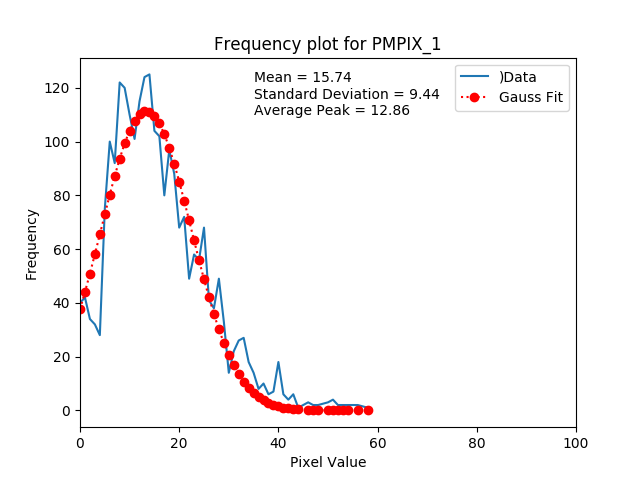 Frequency plot for PMPIX_1
Mean = 15.74
Standard Deviation = 9.44
Average Peak = 12.86
)Data
Gauss Fit
Frequency
120
100
80
60
40
20
0
0 20 40 60 80 100
Pixel Value